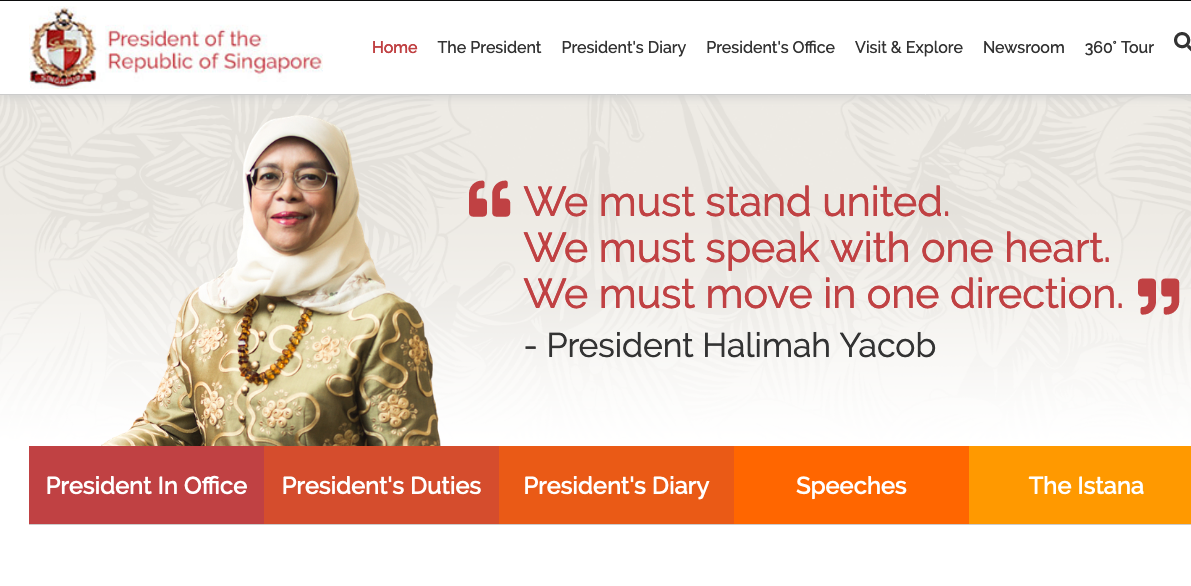 President of the
Republic of Singapore
SINGAPURA
Home The President President's Diary President's Office Visit & Explore Newsroom 360° Tour
“ We must stand united.
We must speak with one heart.
We must move in one direction. ”
- President Halimah Yacob
President In Office President's Duties President's Diary Speeches The Istana